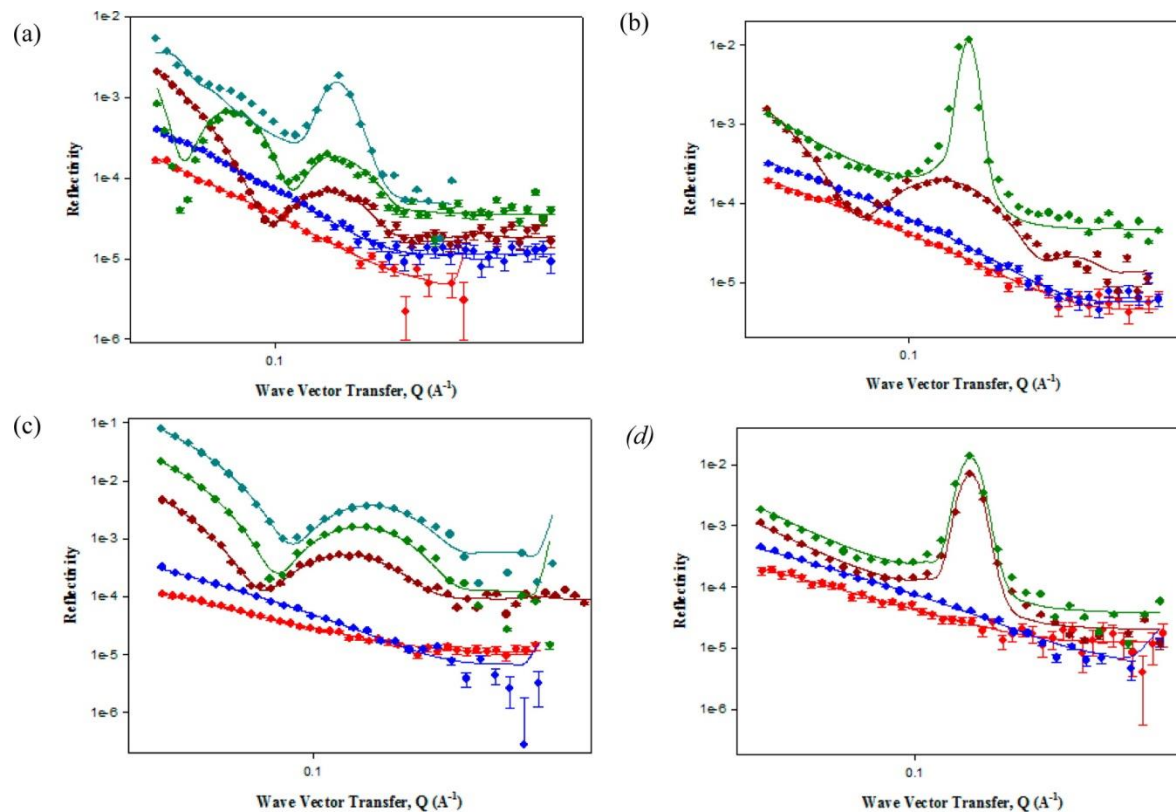 (a)
1e-2
1e-3
1e-4
1e-5
1e-6
Reflectivity
0.1
Wave Vector Transfer, Q (A⁻¹)
(b)
1e-2
1e-3
1e-4
1e-5
Reflectivity
0.1
Wave Vector Transfer, Q (A⁻¹)
(c)
1e-1
1e-2
1e-3
1e-4
1e-5
1e-6
Reflectivity
0.1
Wave Vector Transfer, Q (A⁻¹)
(d)
1e-2
1e-3
1e-4
1e-5
1e-6
Reflectivity
0.1
Wave Vector Transfer, Q (A⁻¹)